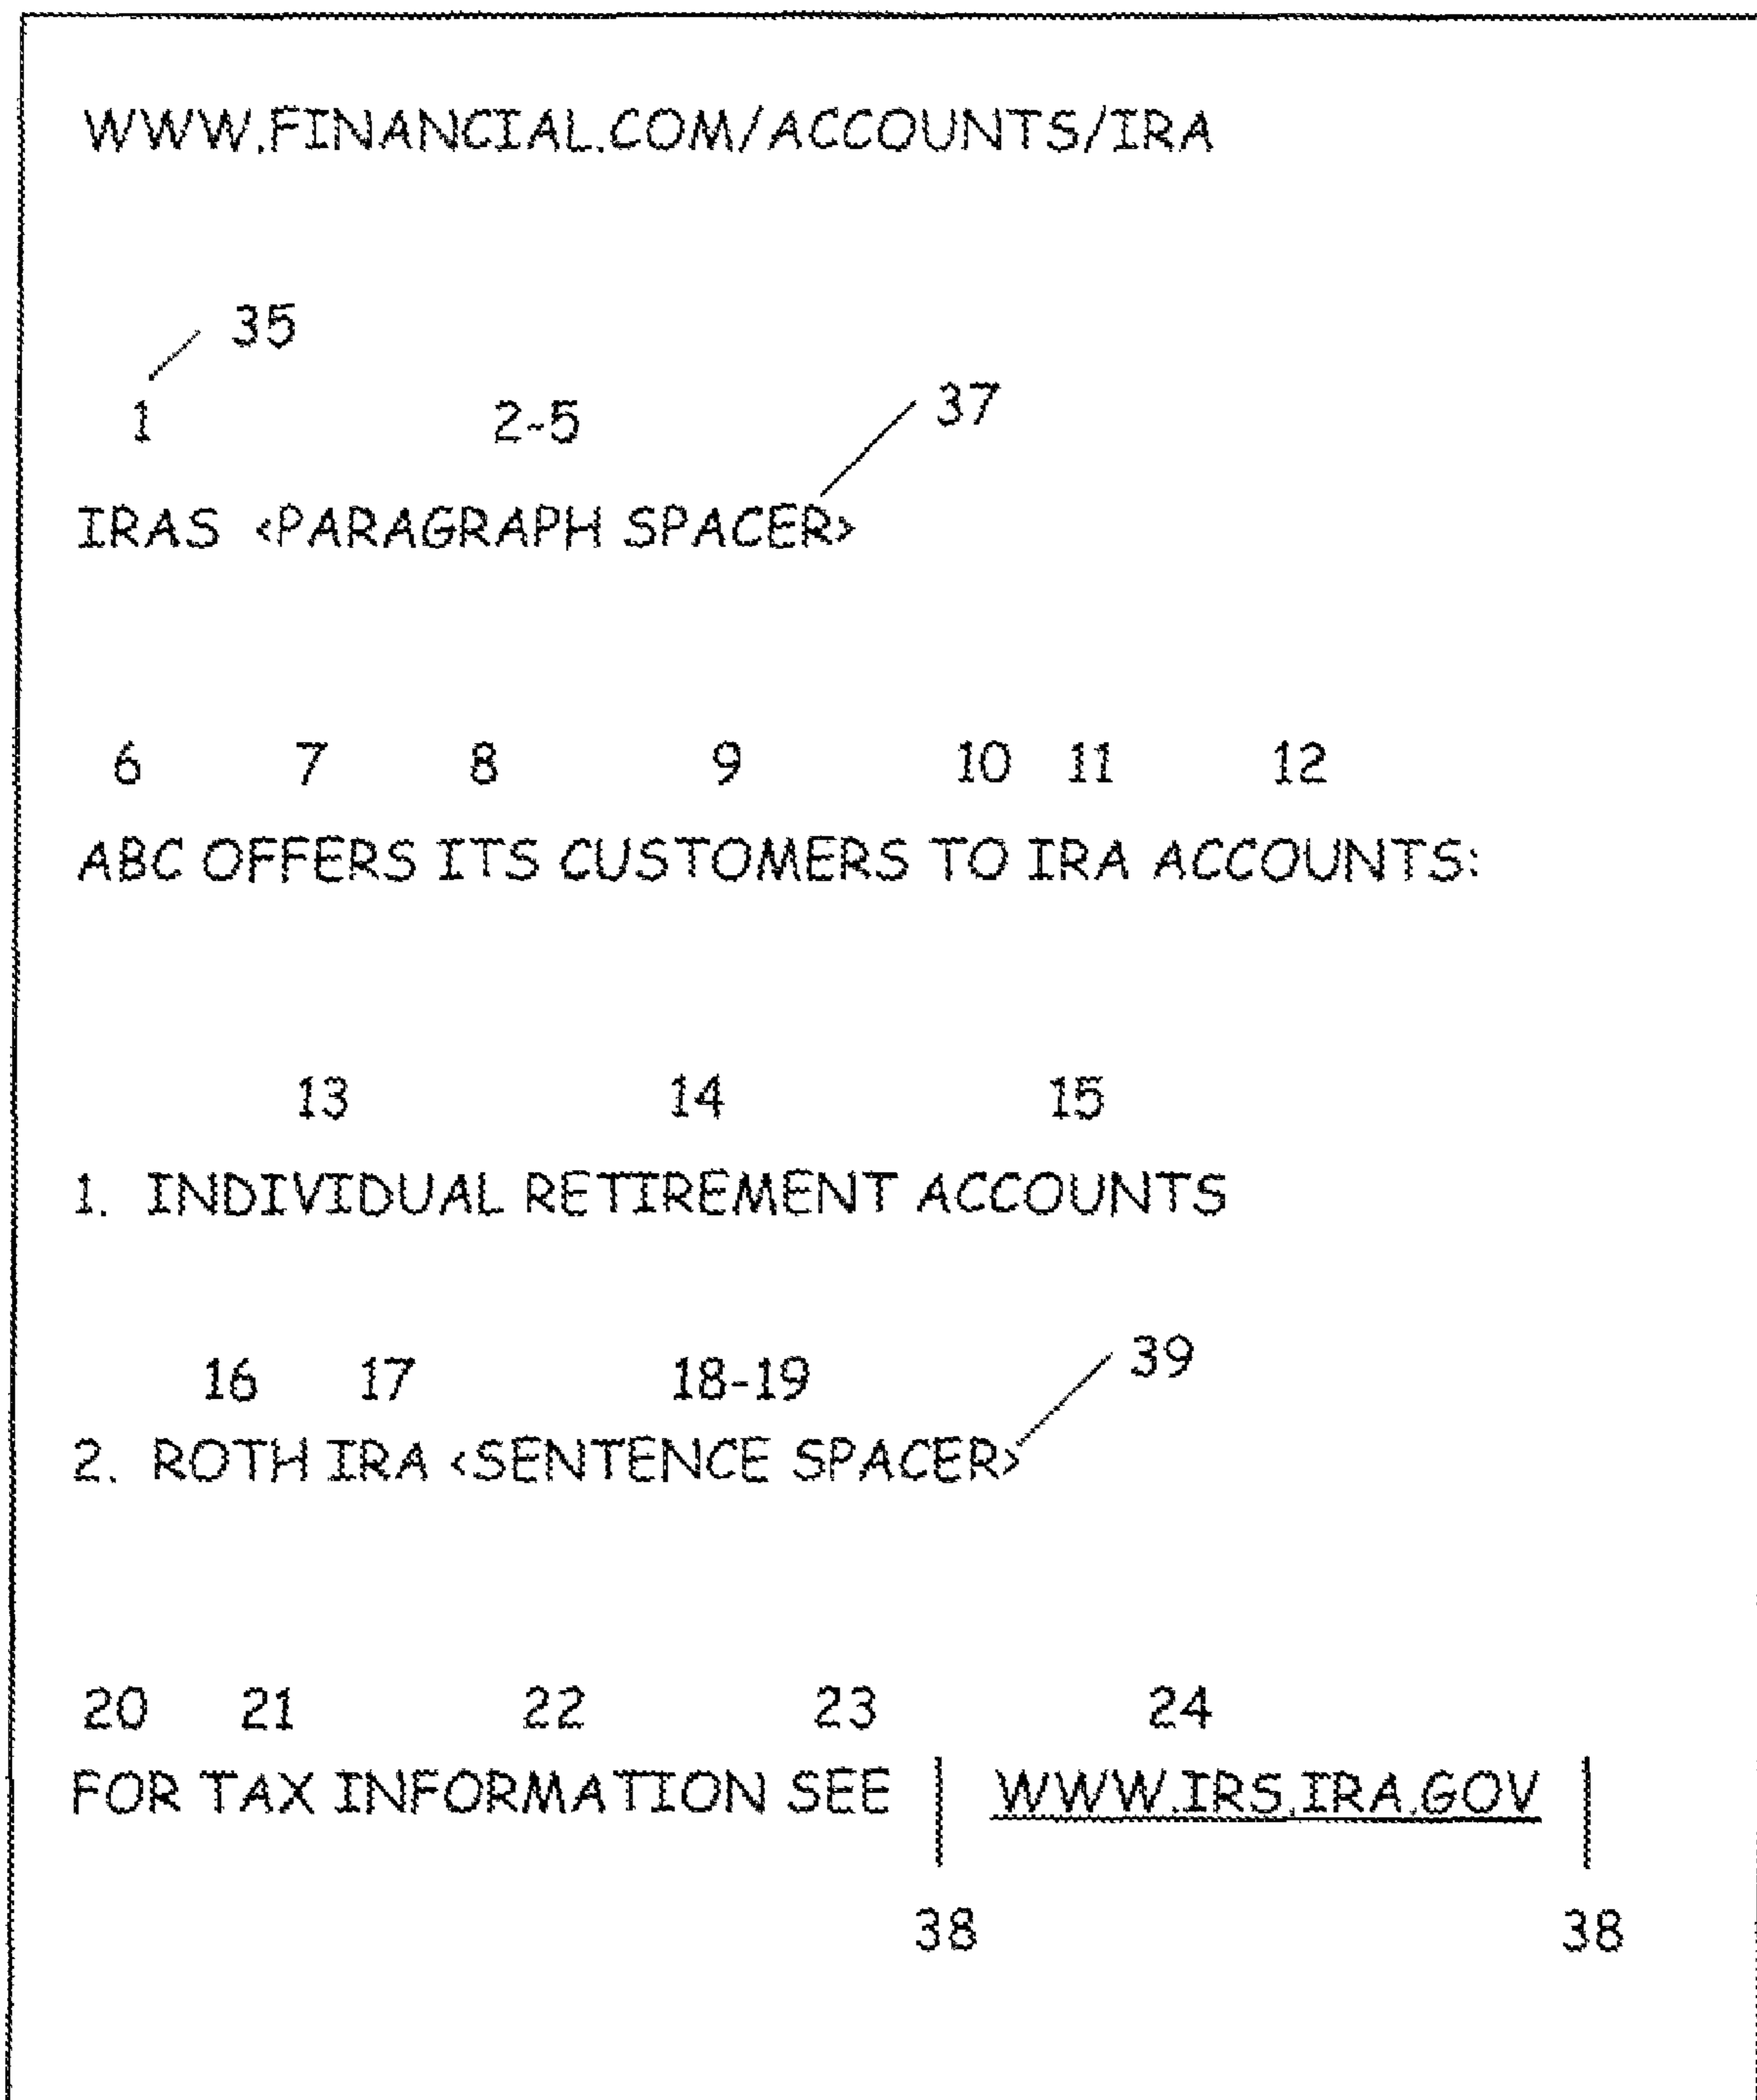 WWW.FINANCIAL.COM/ACCOUNTS/IRA
35
1 2-5 37
IRAS <PARAGRAPH SPACER>
6 7 8 9 10 11 12
ABC OFFERS ITS CUSTOMERS TO IRA ACCOUNTS:
13 14 15
1. INDIVIDUAL RETIREMENT ACCOUNTS
16 17 18-19 39
2. ROTH IRA <SENTENCE SPACER>
20 21 22 23 24
FOR TAX INFORMATION SEE | WWW.IRS.IRA.GOV |
38 38